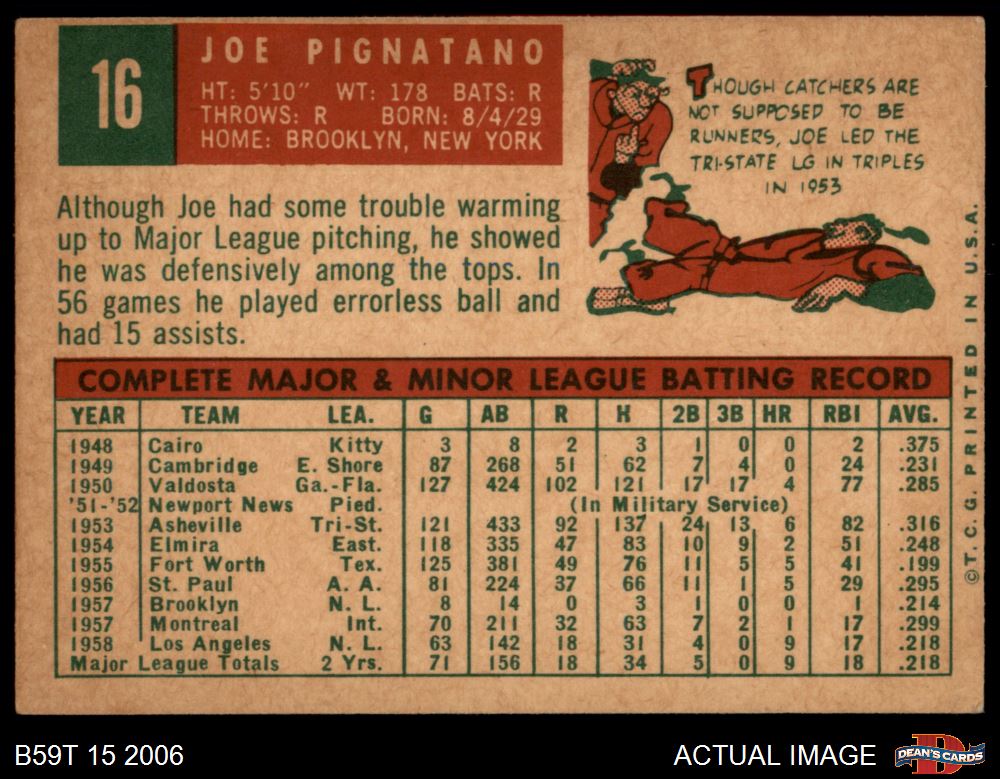 16
JOE PIGNATANO
HT: 5'10" WT: 178 BATS: R
THROWS: R BORN: 8/4/29
HOME: BROOKLYN, NEW YORK
THOUGH CATCHERS ARE
NOT SUPPOSED TO BE
RUNNERS, JOE LED THE
TRI-STATE LG IN TRIPLES
IN 1953
Although Joe had some trouble warming
up to Major League pitching, he showed
he was defensively among the tops. In
56 games he played errorless ball and
had 15 assists.
COMPLETE MAJOR & MINOR LEAGUE BATTING RECORD
YEAR TEAM LEA. G AB R H 2B 3B HR RBI AVG.
1948 Cairo Kitty 3 8 2 3 1 0 0 2 .375
1949 Cambridge E. Shore 87 268 51 62 7 4 0 24 .231
1950 Valdosta Ga.-Fla. 127 424 102 121 17 17 4 77 .285
'51-'52 Newport News Pied. (In Military Service)
1953 Asheville Tri-St. 121 433 92 137 24 13 6 82 .316
1954 Elmira East. 118 335 47 83 10 9 2 51 .248
1955 Fort Worth Tex. 125 381 49 76 11 5 5 41 .199
1956 St. Paul A. A. 81 224 37 66 11 1 5 29 .295
1957 Brooklyn N. L. 8 14 0 3 1 0 0 1 .214
1957 Montreal Int. 70 211 32 63 7 2 1 17 .299
1958 Los Angeles N. L. 63 142 18 31 4 0 9 17 .218
Major League Totals 2 Yrs. 71 156 18 34 5 0 9 18 .218
©T. C. G. PRINTED IN U.S.A.
B59T 15 2006
ACTUAL IMAGE
DEAN'S CARDS